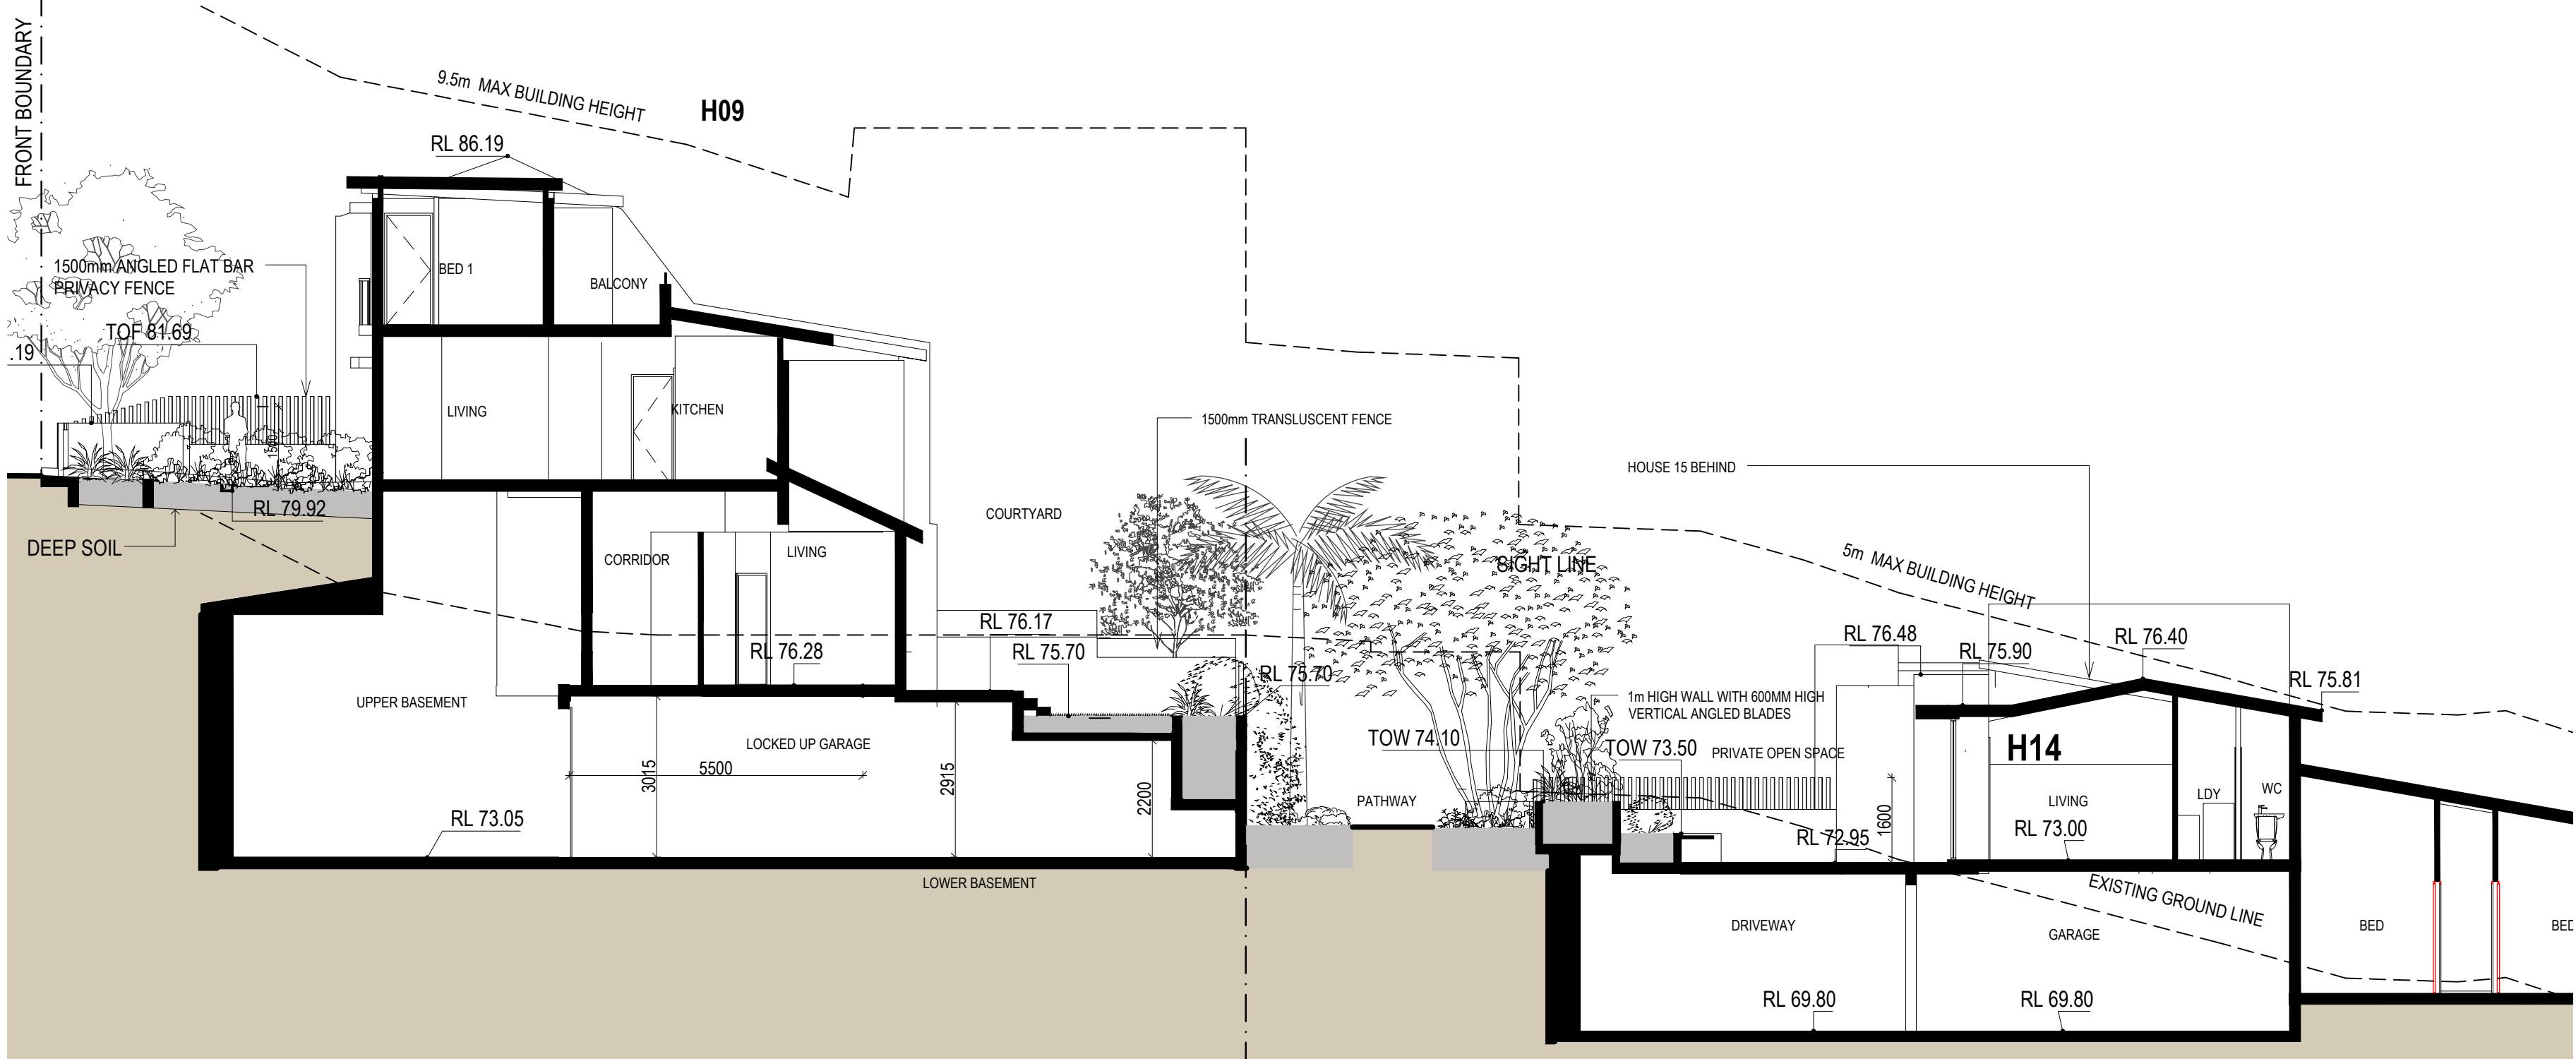 FRONT BOUNDARY
9.5m MAX BUILDING HEIGHT
H09
RL 86.19
1500mm ANGLED FLAT BAR
PRIVACY FENCE
BED 1
BALCONY
TOF 81.69
.19
LIVING
KITCHEN
1500mm TRANSLUSCENT FENCE
1500
HOUSE 15 BEHIND
RL 79.92
COURTYARD
DEEP SOIL
CORRIDOR
LIVING
SIGHT LINE
5m MAX BUILDING HEIGHT
RL 76.17
RL 76.28
RL 75.70
RL 75.70
RL 76.48
RL 75.90
RL 76.40
RL 75.81
UPPER BASEMENT
1m HIGH WALL WITH 600MM HIGH
VERTICAL ANGLED BLADES
LOCKED UP GARAGE
TOW 74.10
TOW 73.50
PRIVATE OPEN SPACE
H14
5500
3015
2915
2200
PATHWAY
1600
LIVING
LDY
WC
RL 73.05
RL 72.95
RL 73.00
LOWER BASEMENT
EXISTING GROUND LINE
DRIVEWAY
GARAGE
BED
BED
RL 69.80
RL 69.80